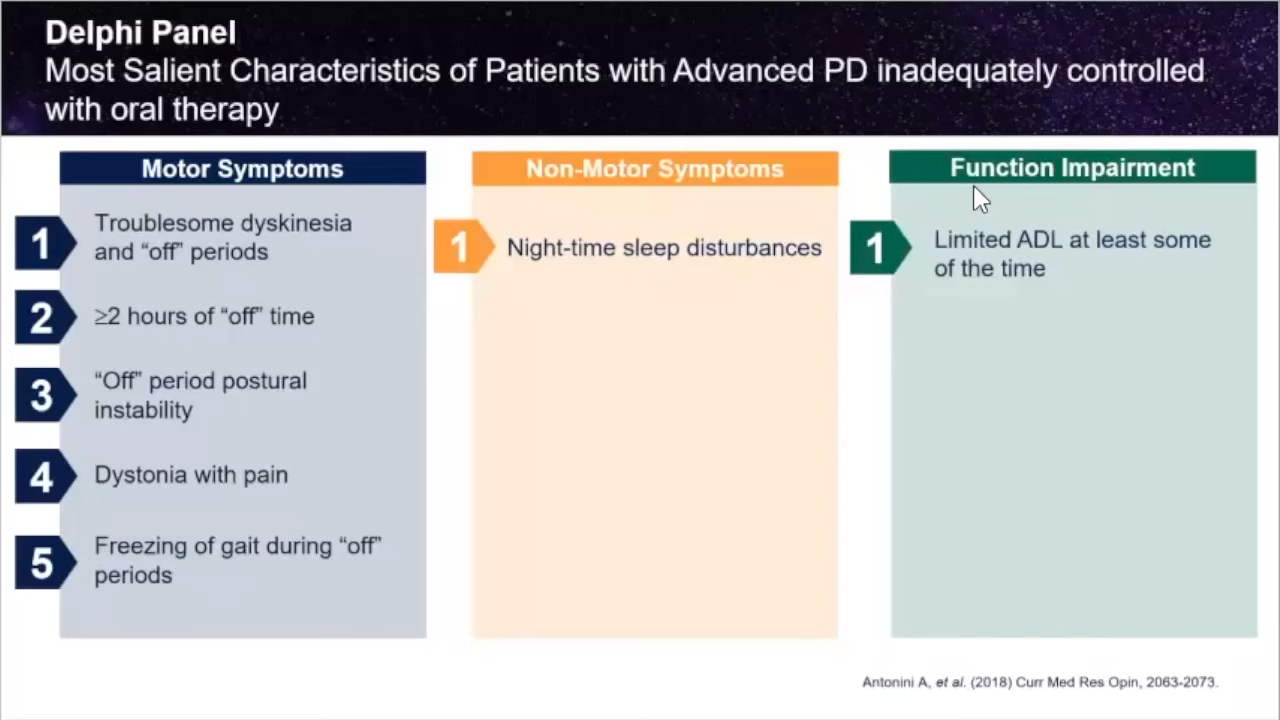 Delphi Panel
Most Salient Characteristics of Patients with Advanced PD inadequately controlled
with oral therapy
Motor Symptoms
1
Troublesome dyskinesia
and “off” periods
2
≥2 hours of “off” time
3
“Off” period postural
instability
4
Dystonia with pain
5
Freezing of gait during “off”
periods
Non-Motor Symptoms
1
Night-time sleep disturbances
Function Impairment
1
Limited ADL at least some
of the time
Antonini A, et al. (2018) Curr Med Res Opin, 2063-2073.